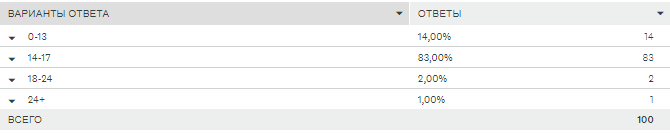 ВАРИАНТЫ ОТВЕТА ОТВЕТЫ
0-13 14,00% 14
14-17 83,00% 83
18-24 2,00% 2
24+ 1,00% 1
ВСЕГО 100